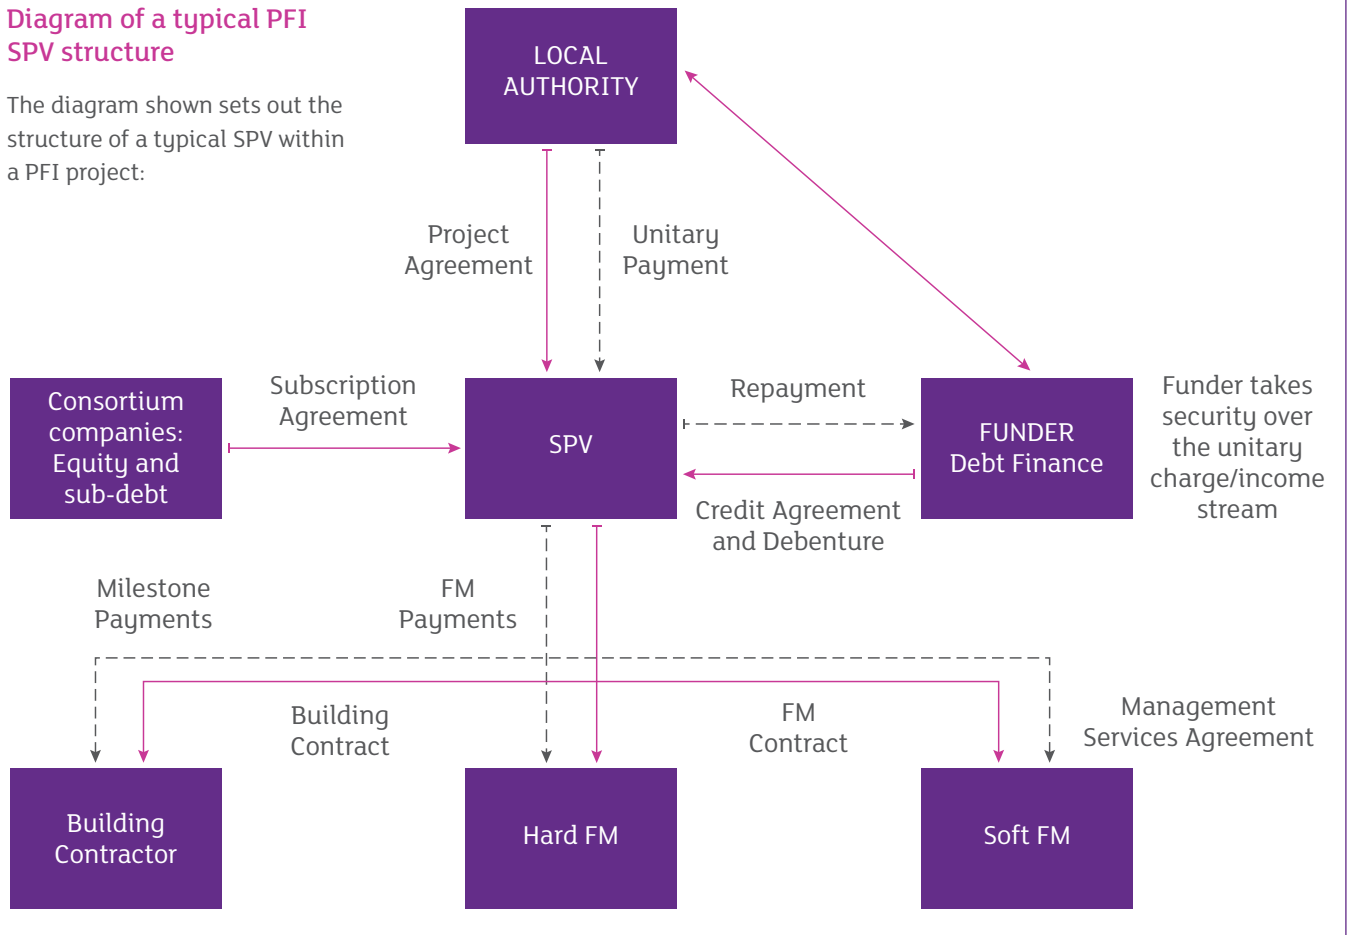 Diagram of a typical PFI
SPV structure
The diagram shown sets out the
structure of a typical SPV within
a PFI project:
LOCAL
AUTHORITY
Project
Agreement
Unitary
Payment
Consortium
companies:
Equity and
sub-debt
Subscription
Agreement
SPV
Repayment
Credit Agreement
and Debenture
FUNDER
Debt Finance
Funder takes
security over
the unitary
charge/income
stream
Milestone
Payments
FM
Payments
Building
Contract
FM
Contract
Management
Services Agreement
Building
Contractor
Hard FM
Soft FM